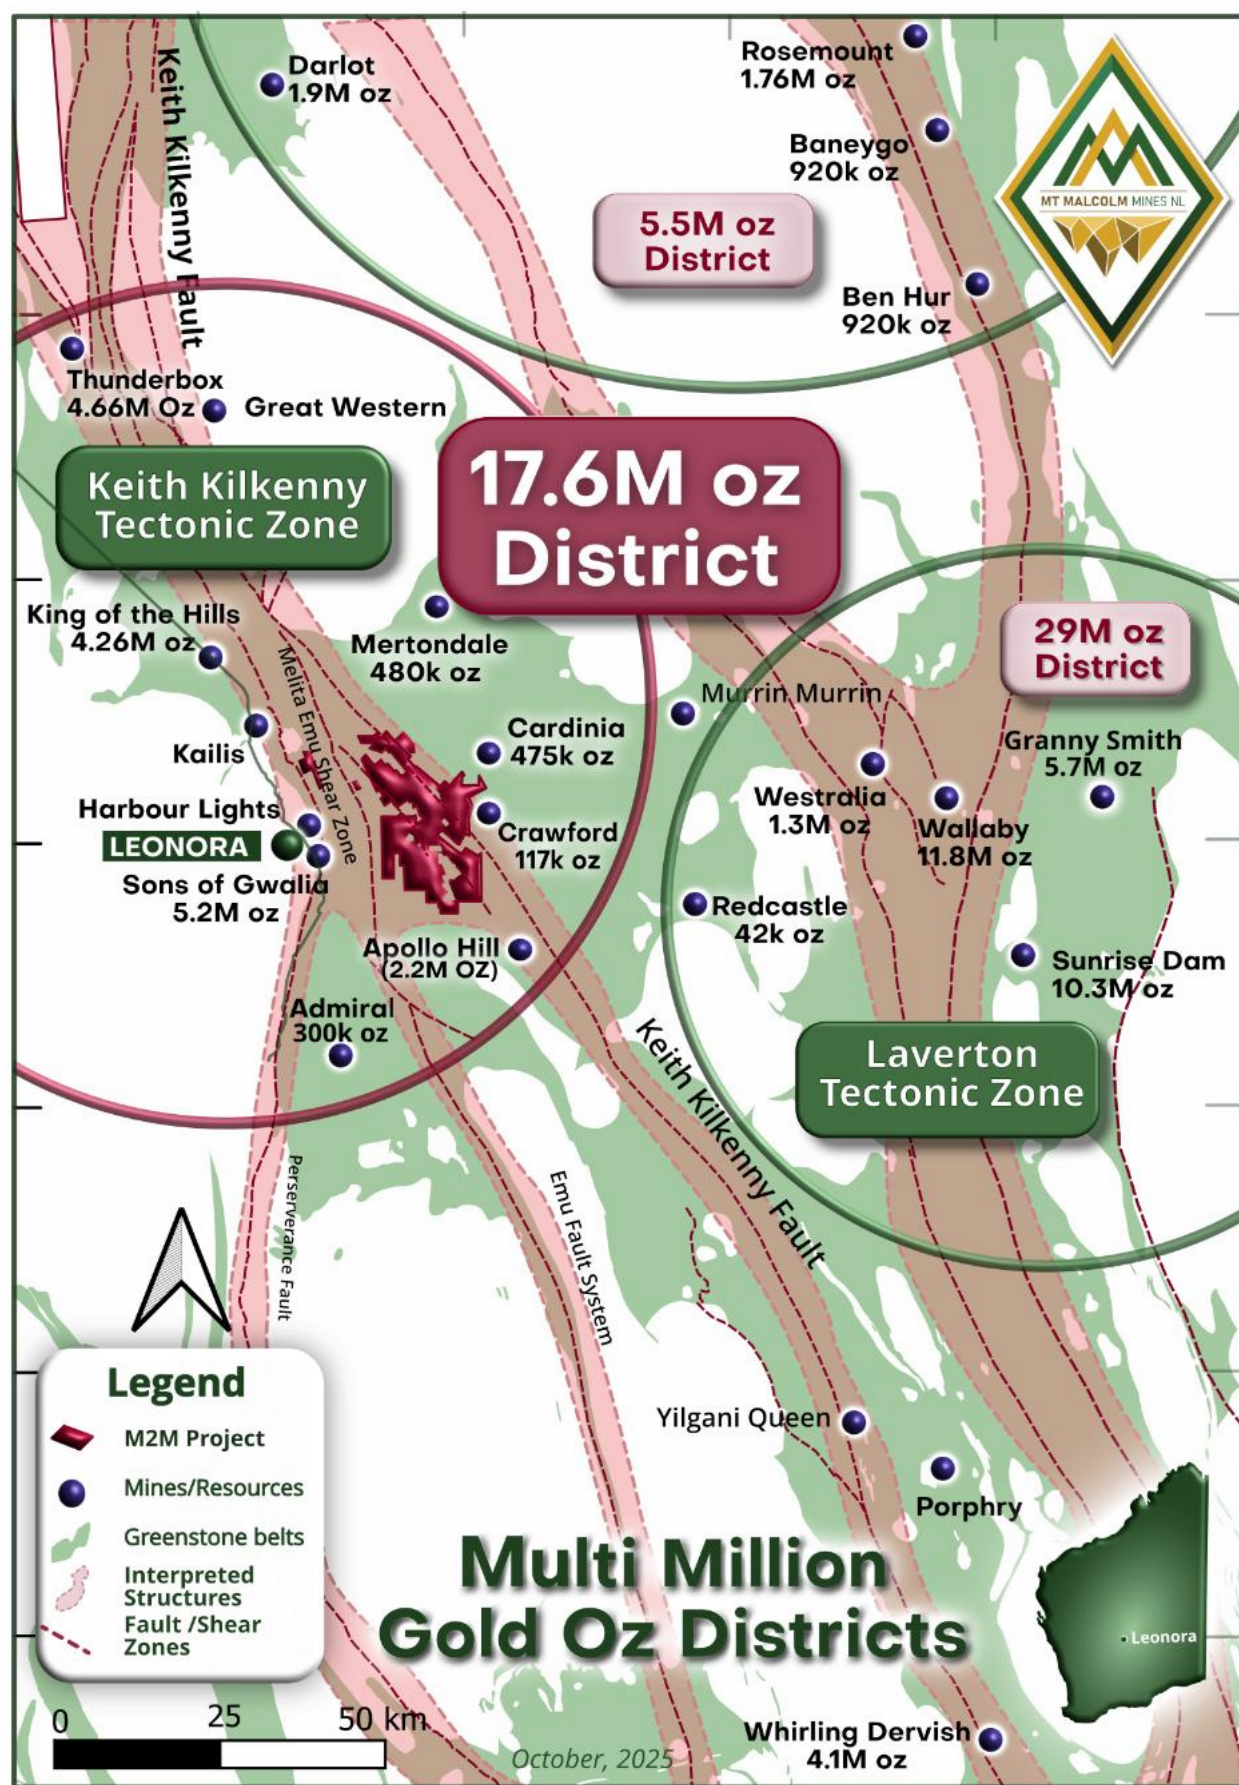 Keith Kilkenny Fault
Darlot
1.9M oz
Rosemount
1.76M oz
Baneygo
920k oz
MT MALCOLM MINES NL
5.5M oz
District
Ben Hur
920k oz
Thunderbox
4.66M Oz
Great Western
17.6M oz
District
Keith Kilkenny
Tectonic Zone
King of the Hills
4.26M oz
Mertondale
480k oz
29M oz
District
Melita Emu Shear Zone
Murrin Murrin
Cardinia
475k oz
Granny Smith
5.7M oz
Kailis
Westralia
1.3M oz
Harbour Lights
Crawford
117k oz
Wallaby
11.8M oz
LEONORA
Sons of Gwalia
5.2M oz
Redcastle
42k oz
Apollo Hill
(2.2M OZ)
Sunrise Dam
10.3M oz
Admiral
300k oz
Keith Kilkenny Fault
Laverton
Tectonic Zone
Perserverance Fault
Emu Fault System
Legend
M2M Project
Mines/Resources
Greenstone belts
Interpreted
Structures
Fault /Shear
Zones
Yilgani Queen
Porphry
Multi Million
Gold Oz Districts
Leonora
0 25 50 km
October, 2025
Whirling Dervish
4.1M oz